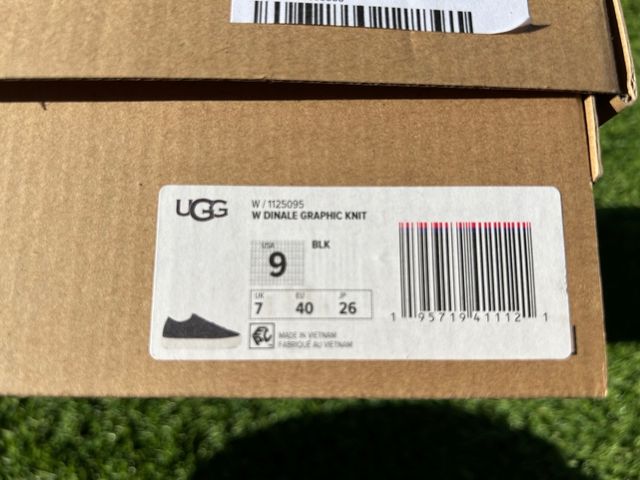 UGG
W / 1125095
W DINALE GRAPHIC KNIT
USA
9
BLK
UK EU JP
7 40 26
1 95719 41112 1
MADE IN VIETNAM
FABRIQUÉ AU VIETNAM